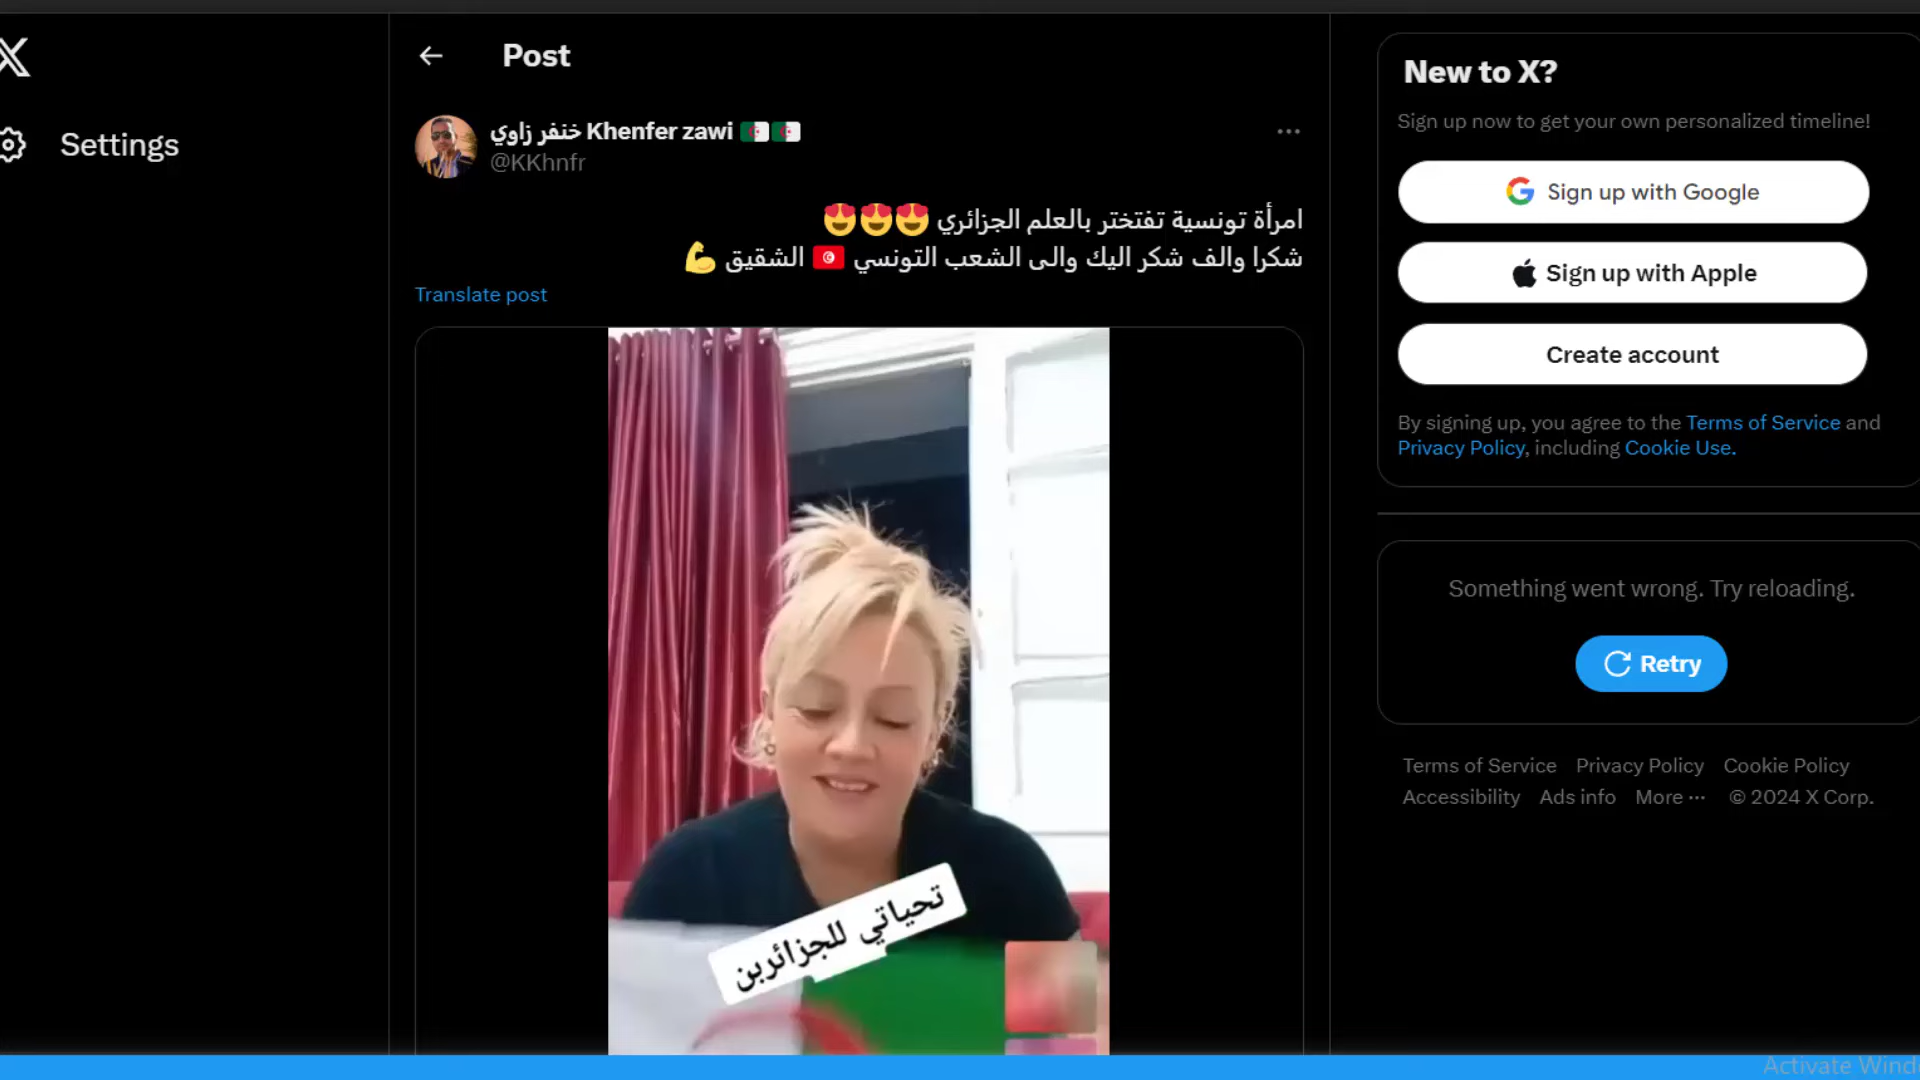 Settings
Post
خنفر زاوي Khenfer zawi 🇩🇿🇩🇿
@KKhnfr
امرأة تونسية تفتختر بالعلم الجزائري 😍😍😍
شكرا والف شكر اليك والى الشعب التونسي 🇹🇳 الشقيق 💪
Translate post
تحياتي للجزائربن
New to X?
Sign up now to get your own personalized timeline!
Sign up with Google
Sign up with Apple
Create account
By signing up, you agree to the Terms of Service and
Privacy Policy, including Cookie Use.
Something went wrong. Try reloading.
Retry
Terms of Service Privacy Policy Cookie Policy
Accessibility Ads info More ··· © 2024 X Corp.
Activate Wind